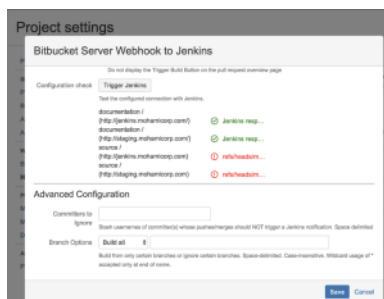 Project settings
Bitbucket Server Webhook to Jenkins
Do not display the Trigger Build Button on the pull request overview page
Configuration check
Trigger Jenkins
Test the configured connection with Jenkins.
documentation /
(http://jenkins.mohamicorp.com/)
Jenkins resp...
documentation /
(http://staging.mohamicorp.com/)
Jenkins resp...
source /
(http://jenkins.mohamicorp.com)
refs/heads/m...
source /
(http://staging.mohamicorp.com)
refs/heads/m...
Advanced Configuration
Committers to Ignore
Stash usernames of committer(s) whose pushes/merges should NOT trigger a Jenkins notification. Space delimited
Branch Options
Build all
Build from only certain branches or ignore certain branches. Space-delimited. Case-insensitive. Wildcard usage of *
accepted only at end of name.
Save
Cancel